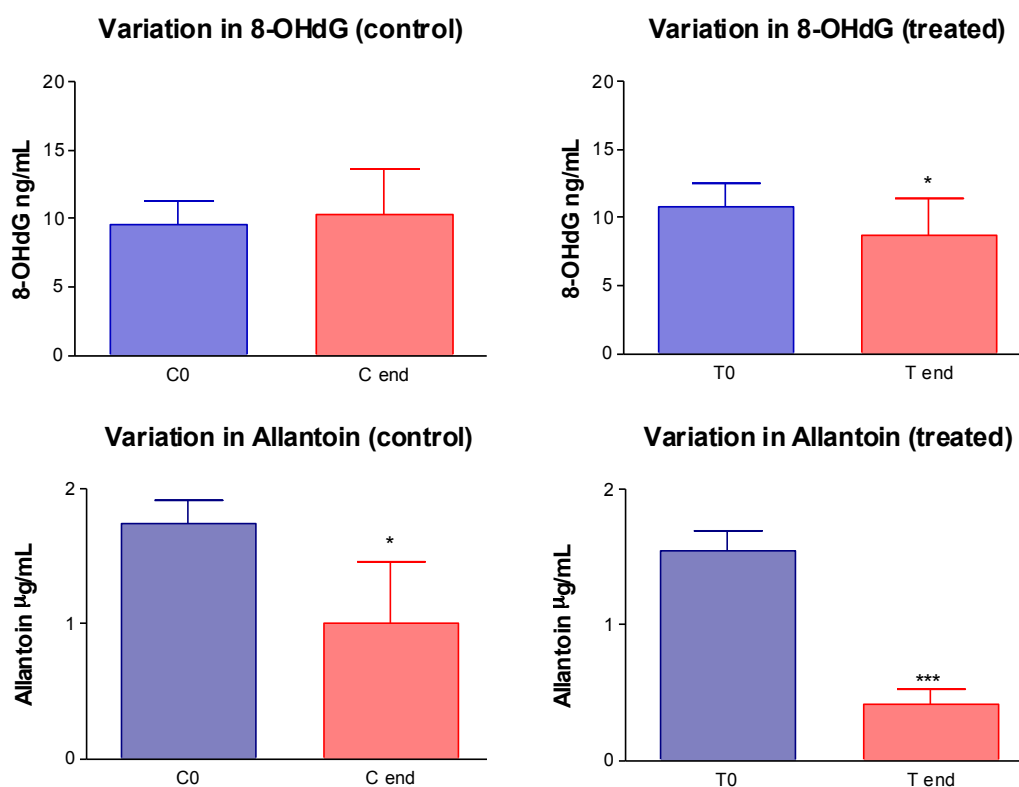 Variation in 8-OHdG (control)
20
15
10
5
0
8-OHdG ng/mL
C0
C end
Variation in 8-OHdG (treated)
20
15
10
5
0
8-OHdG ng/mL
*
T0
T end
Variation in Allantoin (control)
2
1
0
Allantoin μg/mL
*
C0
C end
Variation in Allantoin (treated)
2
1
0
Allantoin μg/mL
***
T0
T end